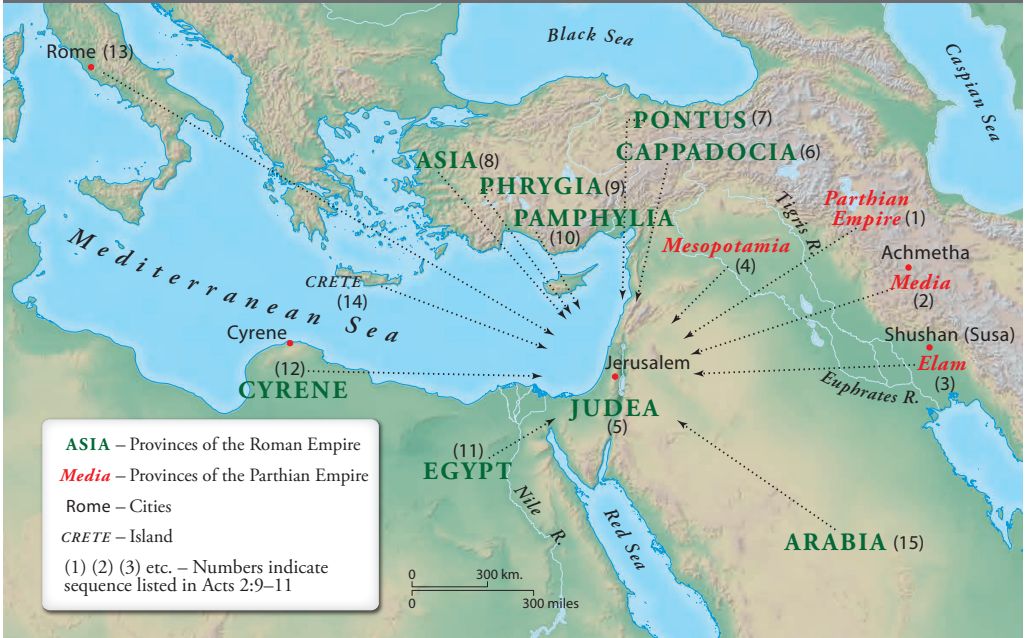 Black Sea
Caspian Sea
Rome (13)
PONTUS (7)
CAPPADOCIA (6)
ASIA (8)
PHRYGIA (9)
PAMPHYLIA
(10)
Tigris R.
Parthian
Empire (1)
Mesopotamia
(4)
Achmetha
Media
(2)
Mediterranean Sea
CRETE
(14)
Cyrene
(12)
CYRENE
Shushan (Susa)
Elam
(3)
Euphrates R.
Jerusalem
JUDEA
(5)
(11)
EGYPT
Nile R.
Red Sea
ARABIA (15)
ASIA – Provinces of the Roman Empire
Media – Provinces of the Parthian Empire
Rome – Cities
CRETE – Island
(1) (2) (3) etc. – Numbers indicate
sequence listed in Acts 2:9–11
0 300 km.
0 300 miles